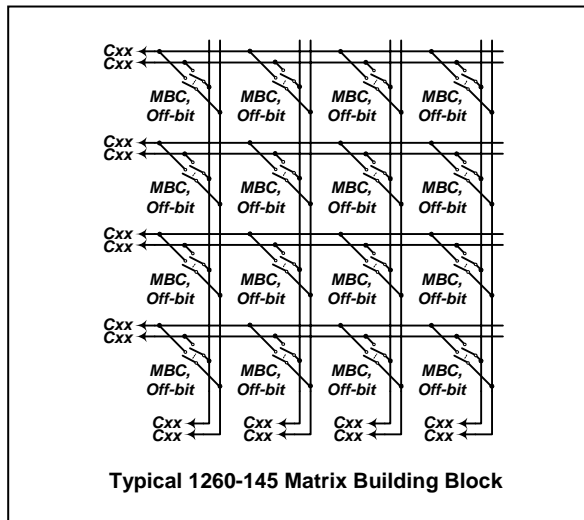 Cxx
Cxx
MBC, MBC, MBC, MBC,
Off-bit Off-bit Off-bit Off-bit
Cxx
Cxx
MBC, MBC, MBC, MBC,
Off-bit Off-bit Off-bit Off-bit
Cxx
Cxx
MBC, MBC, MBC, MBC,
Off-bit Off-bit Off-bit Off-bit
Cxx
Cxx
MBC, MBC, MBC, MBC,
Off-bit Off-bit Off-bit Off-bit
Cxx Cxx Cxx Cxx
Cxx Cxx Cxx Cxx
Typical 1260-145 Matrix Building Block